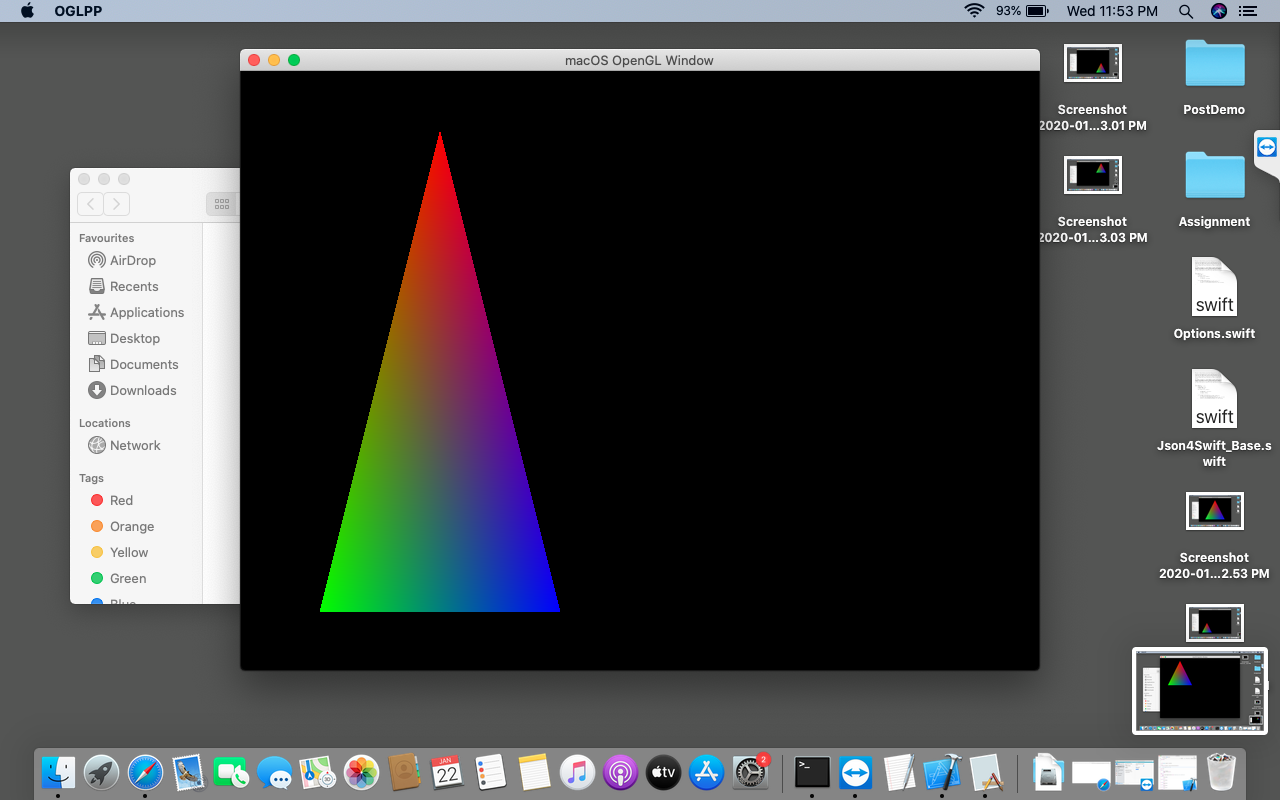 OGLPP
93%
Wed 11:53 PM
macOS OpenGL Window
Favourites
AirDrop
Recents
Applications
Desktop
Documents
Downloads
Locations
Network
Tags
Red
Orange
Yellow
Green
Blue
Screenshot
2020-01...3.01 PM
Screenshot
2020-01...3.03 PM
PostDemo
Assignment
swift
Options.swift
swift
Json4Swift_Base.s
wift
Screenshot
2020-01...2.53 PM
JAN
22
30
tv
2
>_